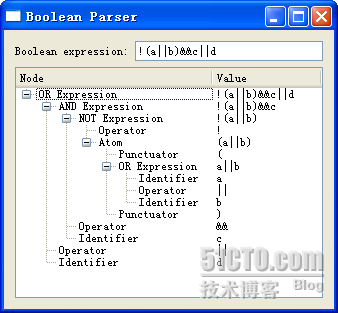 Boolean Parser
Boolean expression: !(a||b)&&c||d
Node Value
OR Expression !(a||b)&&c||d
AND Expression !(a||b)&&c
NOT Expression !(a||b)
Operator !
Atom (a||b)
Punctuator (
OR Expression a||b
Identifier a
Operator ||
Identifier b
Punctuator )
Operator &&
Identifier c
Operator ||
Identifier d
51CTO.com
技术博客 Blog